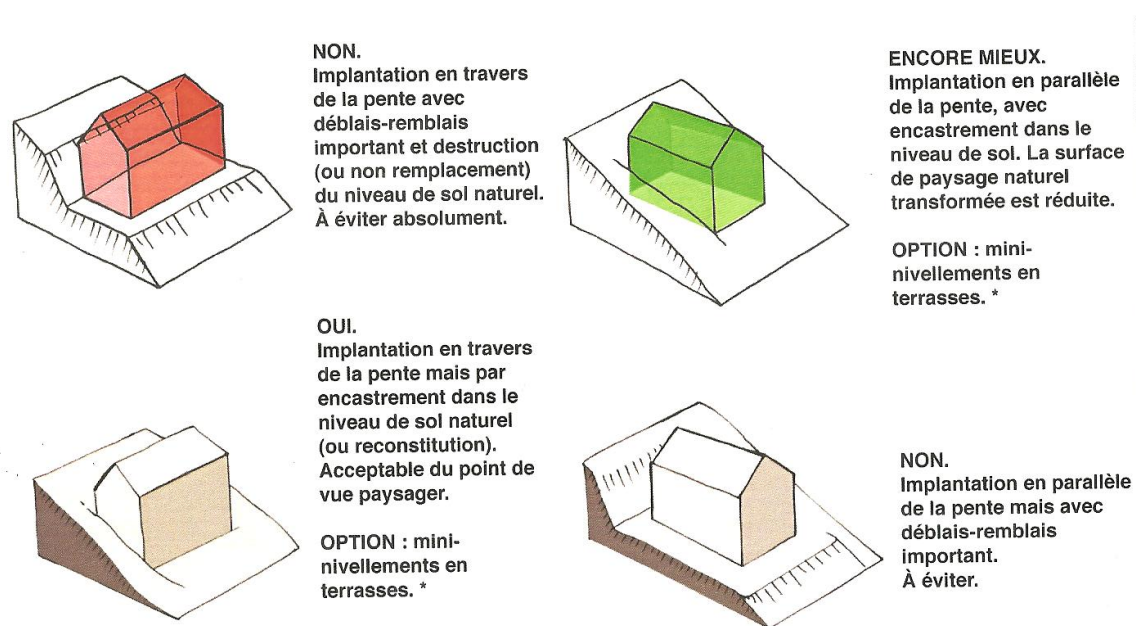 NON.
Implantation en travers
de la pente avec
déblais-remblais
important et destruction
(ou non remplacement)
du niveau de sol naturel.
À éviter absolument.
ENCORE MIEUX.
Implantation en parallèle
de la pente, avec
encastrement dans le
niveau de sol. La surface
de paysage naturel
transformée est réduite.
OPTION : mini-
nivellements en
terrasses. *
OUI.
Implantation en travers
de la pente mais par
encastrement dans le
niveau de sol naturel
(ou reconstitution).
Acceptable du point de
vue paysager.
OPTION : mini-
nivellements en
terrasses. *
NON.
Implantation en parallèle
de la pente mais avec
déblais-remblais
important.
À éviter.